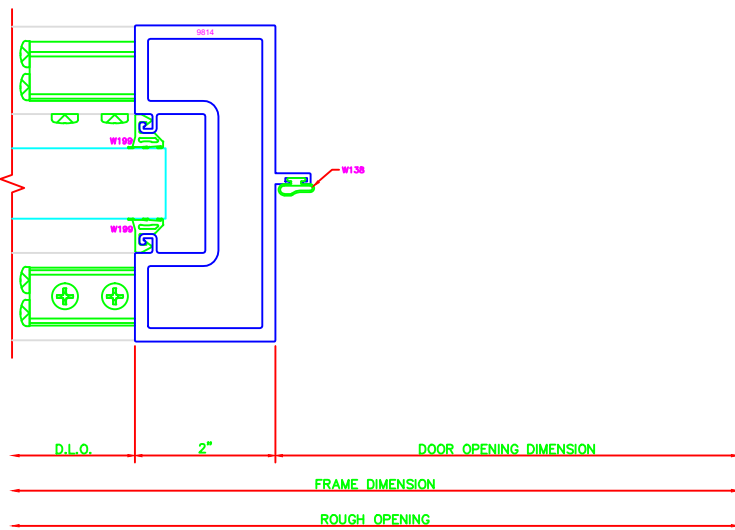 9814
W199
W138
W199
D.L.O. 2" DOOR OPENING DIMENSION
FRAME DIMENSION
ROUGH OPENING